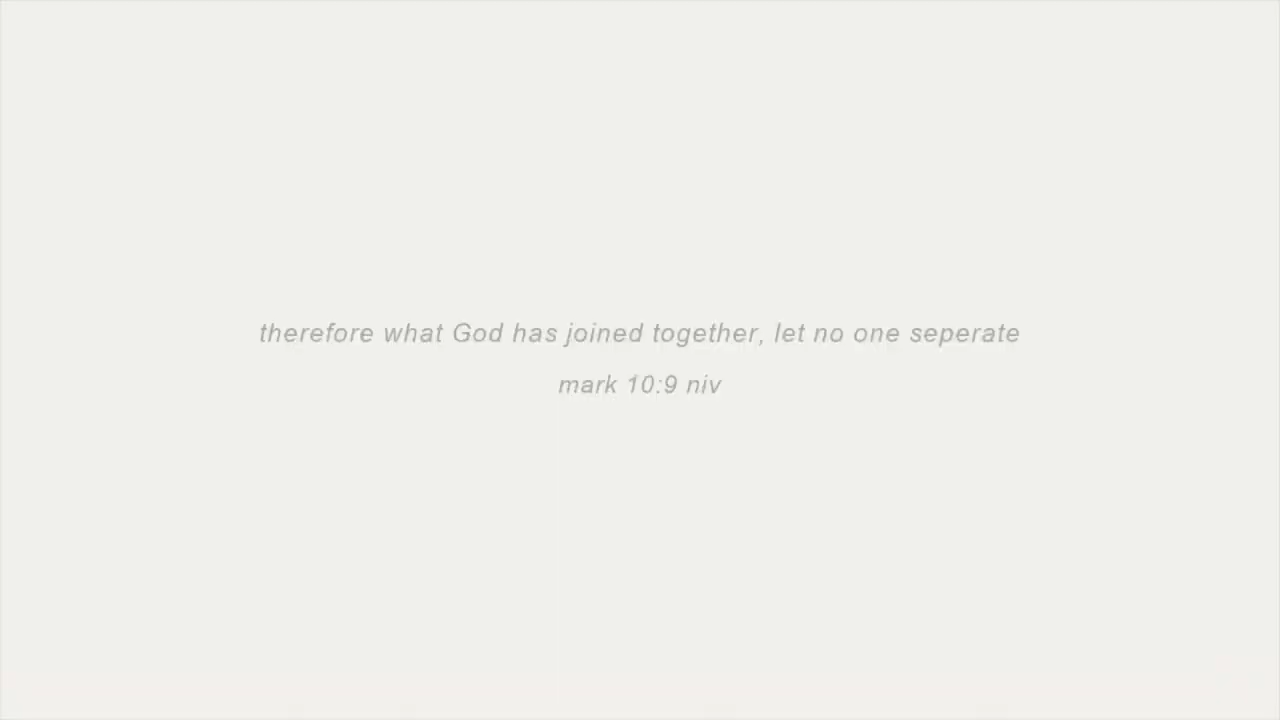 therefore what God has joined together, let no one seperate
mark 10:9 niv